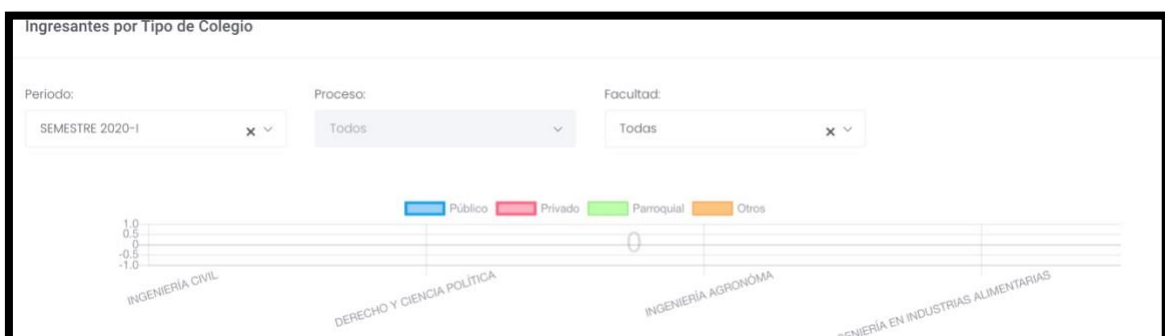 Ingresantes por Tipo de Colegio
Periodo: Proceso: Facultad:
SEMESTRE 2020-I Todos Todas
Público Privado Parroquial Otros
1.0
0.5
0
-0.5
-1.0
0
INGENIERÍA CIVIL
DERECHO Y CIENCIA POLÍTICA
INGENIERÍA AGRONÓMA
EN INDUSTRIAS ALIMENTARIAS